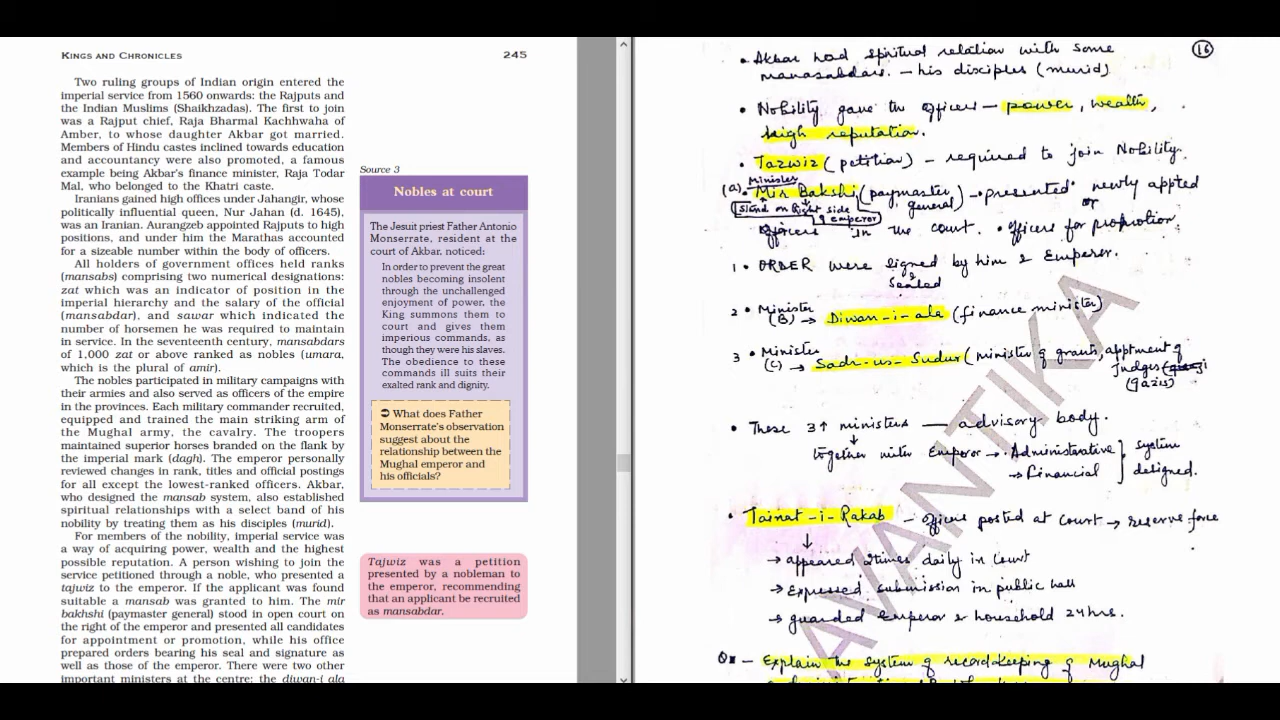 KINGS AND CHRONICLES
245
Two ruling groups of Indian origin entered the
imperial service from 1560 onwards: the Rajputs and
the Indian Muslims (Shaikhzadas). The first to join
was a Rajput chief, Raja Bharmal Kachhwaha of
Amber, to whose daughter Akbar got married.
Members of Hindu castes inclined towards education
and accountancy were also promoted, a famous
example being Akbar's finance minister, Raja Todar
Mal, who belonged to the Khatri caste.
Iranians gained high offices under Jahangir, whose
politically influential queen, Nur Jahan (d. 1645),
was an Iranian. Aurangzeb appointed Rajputs to high
positions, and under him the Marathas accounted
for a sizeable number within the body of officers.
All holders of government offices held ranks
(mansabs) comprising two numerical designations:
zat which was an indicator of position in the
imperial hierarchy and the salary of the official
(mansabdar), and sawar which indicated the
number of horsemen he was required to maintain
in service. In the seventeenth century, mansabdars
of 1,000 zat or above ranked as nobles (umara,
which is the plural of amir).
The nobles participated in military campaigns with
their armies and also served as officers of the empire
in the provinces. Each military commander recruited,
equipped and trained the main striking arm of
the Mughal army, the cavalry. The troopers
maintained superior horses branded on the flank by
the imperial mark (dagh). The emperor personally
reviewed changes in rank, titles and official postings
for all except the lowest-ranked officers. Akbar,
who designed the mansab system, also established
spiritual relationships with a select band of his
nobility by treating them as his disciples (murid).
For members of the nobility, imperial service was
a way of acquiring power, wealth and the highest
possible reputation. A person wishing to join the
service petitioned through a noble, who presented a
tajwiz to the emperor. If the applicant was found
suitable a mansab was granted to him. The mir
bakhshi (paymaster general) stood in open court on
the right of the emperor and presented all candidates
for appointment or promotion, while his office
prepared orders bearing his seal and signature as
well as those of the emperor. There were two other
important ministers at the centre: the diwan-i ala
Source 3
Nobles at court
The Jesuit priest Father Antonio
Monserrate, resident at the
court of Akbar, noticed:
In order to prevent the great
nobles becoming insolent
through the unchallenged
enjoyment of power, the
King summons them to
court and gives them
imperious commands, as
though they were his slaves.
The obedience to these
commands ill suits their
exalted rank and dignity.
➲ What does Father
Monserrate's observation
suggest about the
relationship between the
Mughal emperor and
his officials?
Tajwiz was a petition
presented by a nobleman to
the emperor, recommending
that an applicant be recruited
as mansabdar.
16
• Akbar had spiritual relation with some
manasabdars. – his disciples (murid)
• Nobility gave the officers – power, wealth,
high reputation.
• Tazwiz (petition) – required to join Nobility.
Minister
(a) • Mir Bakshi (paymaster general) – presented newly appted
stand on Right side of emperor
or
officers in the court. • officers for promotion
1 • ORDER were signed by him & Emperor.
& Sealed
2 • Minister
(B) → Diwan-i-ala (finance minister)
3 • Minister
(C) → Sadr-us-Sudur (minister of grants, apptment of
Judges
(qazis)
• These 3↑ ministers — advisory body.
together with Emperor → Administrative } system
→ Financial } designed.
• Tainat-i-Rakab – officers posted at court → reserve force
→ appeared 2times daily in court
→ Expressed submission in public hall
→ guarded Emperor & household 24hrs.
Q – Explain the system of record keeping of Mughal
AVANTIKA